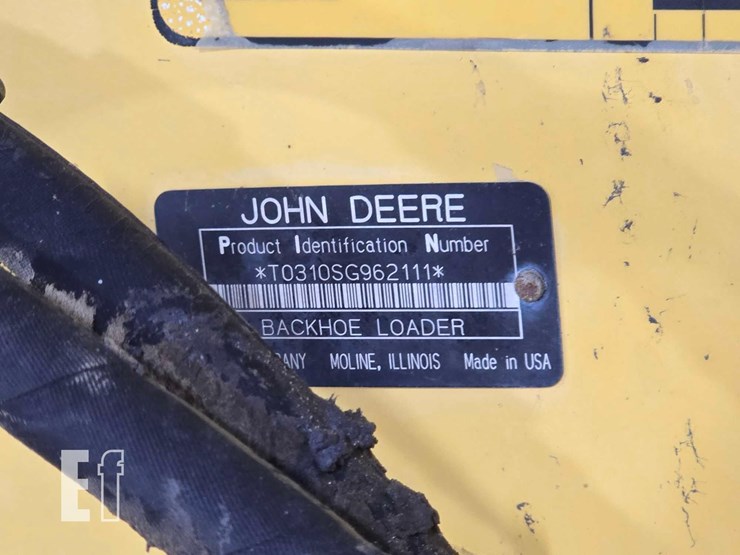 JOHN DEERE
Product Identification Number
*T0310SG962111*
BACKHOE LOADER
MOLINE, ILLINOIS Made in USA
Ef